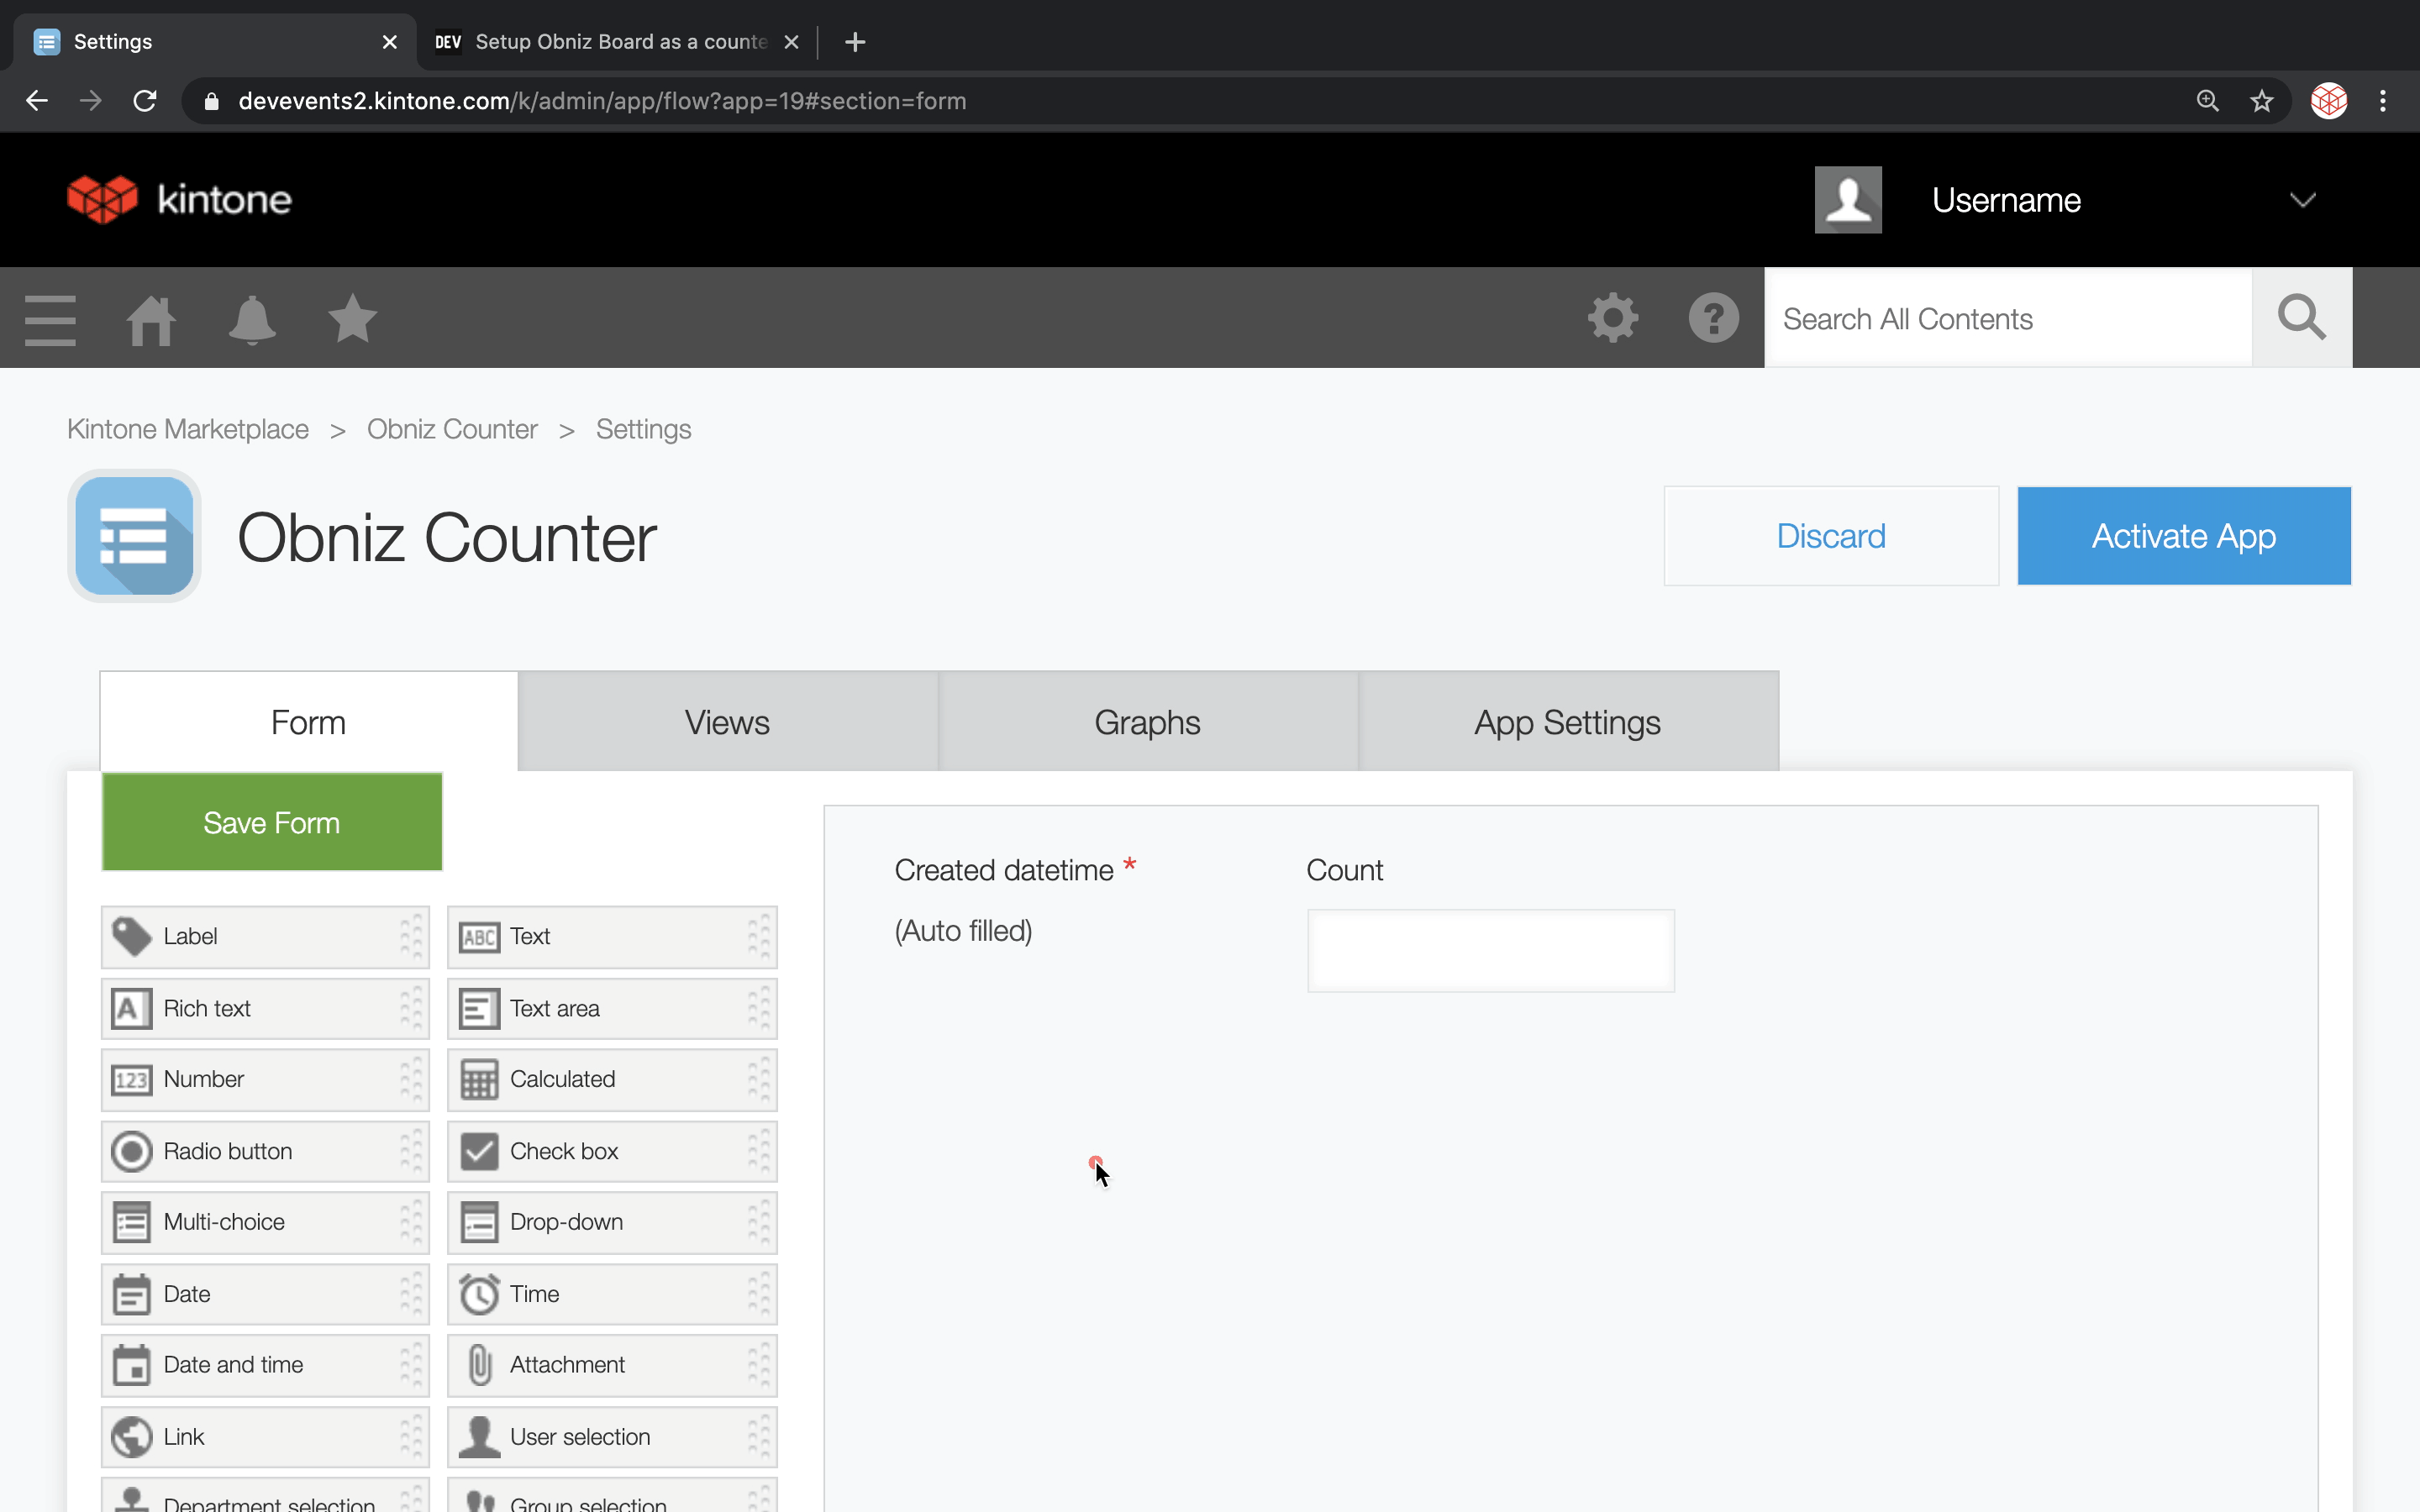 Settings
DEV Setup Obniz Board as a counte
devevents2.kintone.com/k/admin/app/flow?app=19#section=form
kintone
Username
Search All Contents
Kintone Marketplace > Obniz Counter > Settings
Obniz Counter
Discard
Activate App
Form
Views
Graphs
App Settings
Save Form
Created datetime *
Count
(Auto filled)
Label
ABC Text
A Rich text
Text area
123 Number
Calculated
Radio button
Check box
Multi-choice
Drop-down
Date
Time
Date and time
Attachment
Link
User selection
Department selection
Group selection